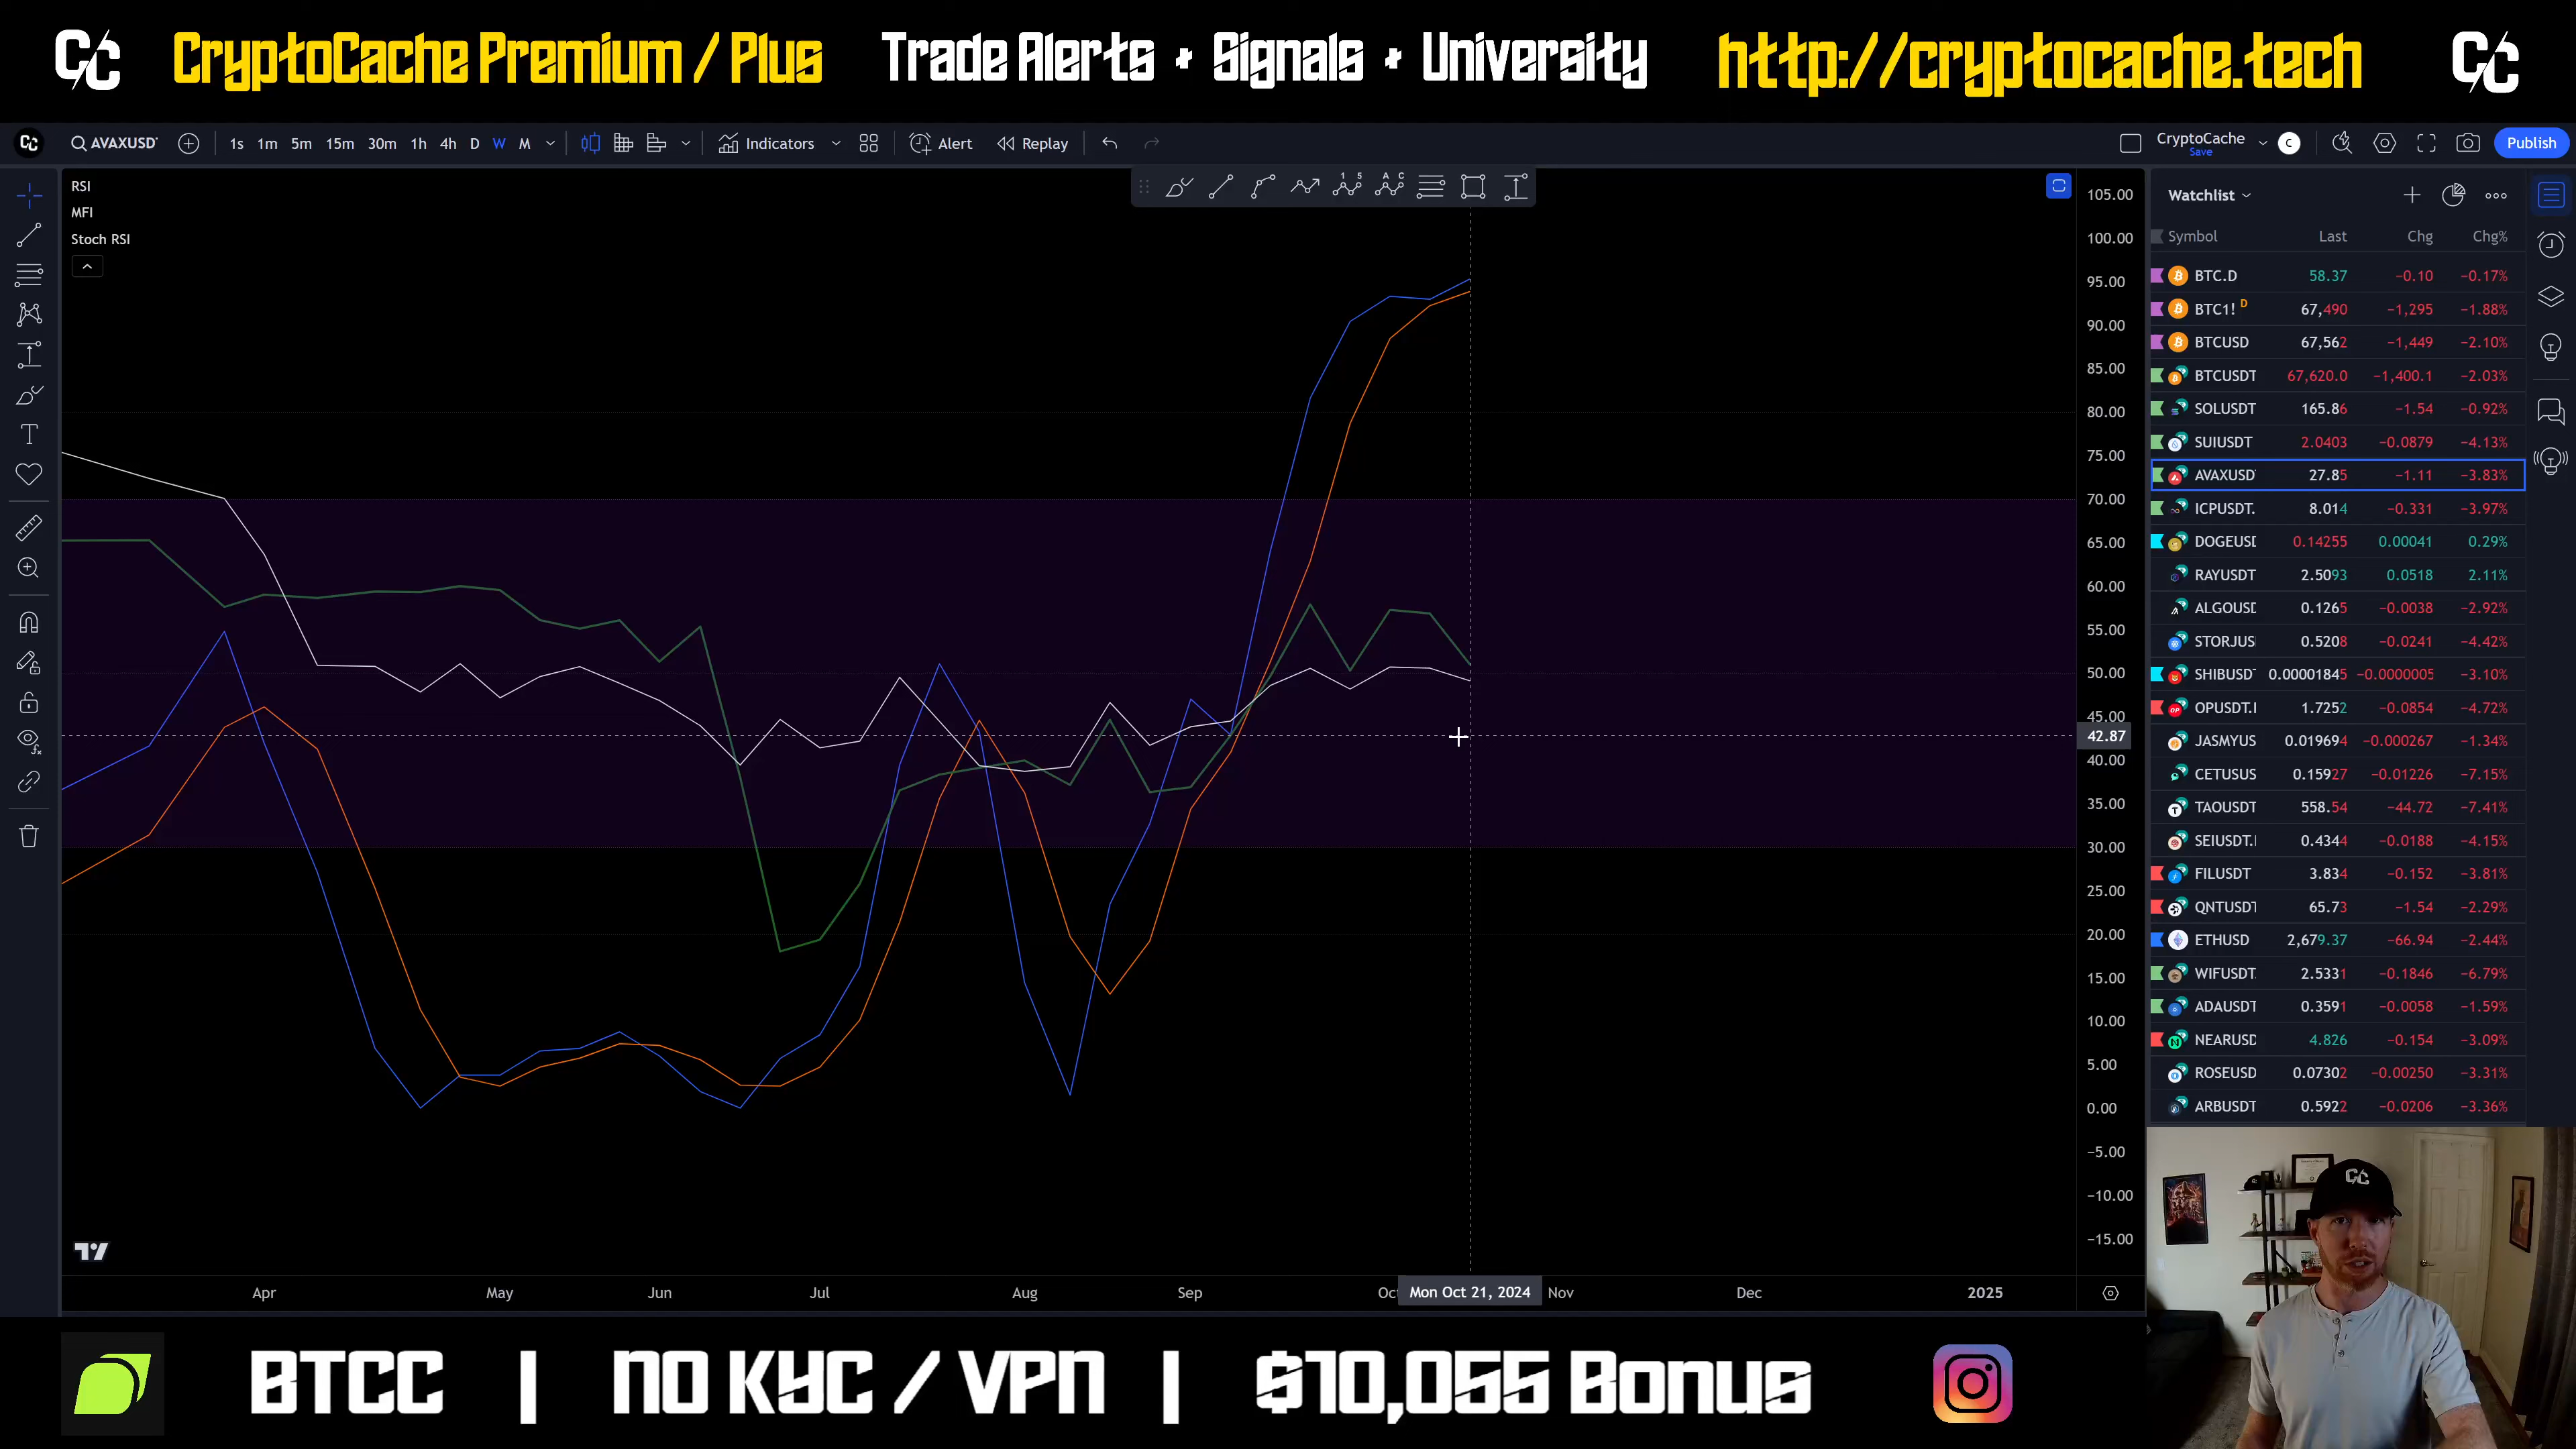 CC CryptoCache Premium / Plus Trade Alerts + Signals + University http://cryptocache.tech CC
CC AVAXUSD 1s 1m 5m 15m 30m 1h 4h D W M Indicators Alert Replay CryptoCache Save C Publish
RSI
MFI
Stoch RSI
1 5 A C
105.00
100.00
95.00
90.00
85.00
80.00
75.00
70.00
65.00
60.00
55.00
50.00
45.00
42.87
40.00
35.00
30.00
25.00
20.00
15.00
10.00
5.00
0.00
−5.00
−10.00
−15.00
Apr May Jun Jul Aug Sep Oct Mon Oct 21, 2024 Nov Dec 2025
Watchlist
Symbol Last Chg Chg%
BTC.D 58.37 −0.10 −0.17%
BTC1! D 67,490 −1,295 −1.88%
BTCUSD 67,562 −1,449 −2.10%
BTCUSDT 67,620.0 −1,400.1 −2.03%
SOLUSDT 165.86 −1.54 −0.92%
SUIUSDT 2.0403 −0.0879 −4.13%
AVAXUSD 27.85 −1.11 −3.83%
ICPUSDT. 8.014 −0.331 −3.97%
DOGEUSD 0.14255 0.00041 0.29%
RAYUSDT 2.5093 0.0518 2.11%
ALGOUSD 0.1265 −0.0038 −2.92%
STORJUS 0.5208 −0.0241 −4.42%
SHIBUSD 0.00001845 −0.0000005 −3.10%
OPUSDT. 1.7252 −0.0854 −4.72%
JASMYUS 0.019694 −0.000267 −1.34%
CETUSUS 0.15927 −0.01226 −7.15%
TAOUSDT 558.54 −44.72 −7.41%
SEIUSDT. 0.4344 −0.0188 −4.15%
FILUSDT 3.834 −0.152 −3.81%
QNTUSDT 65.73 −1.54 −2.29%
ETHUSD 2,679.37 −66.94 −2.44%
WIFUSDT. 2.5331 −0.1846 −6.79%
ADAUSDT 0.3591 −0.0058 −1.59%
NEARUSD 4.826 −0.154 −3.09%
ROSEUSD 0.07302 −0.00250 −3.31%
ARBUSDT 0.5922 −0.0206 −3.36%
CC
BTCC | NO KYC / VPN | $10,055 Bonus